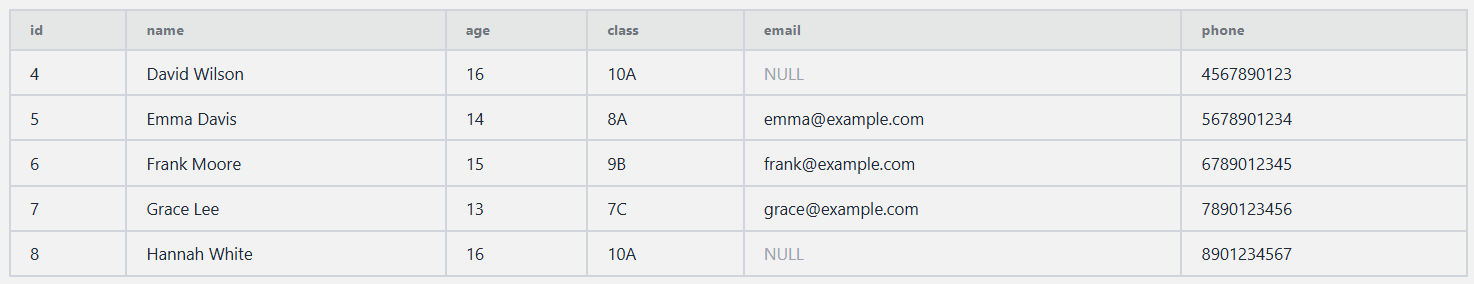 id name age class email phone
4 David Wilson 16 10A NULL 4567890123
5 Emma Davis 14 8A emma@example.com 5678901234
6 Frank Moore 15 9B frank@example.com 6789012345
7 Grace Lee 13 7C grace@example.com 7890123456
8 Hannah White 16 10A NULL 8901234567